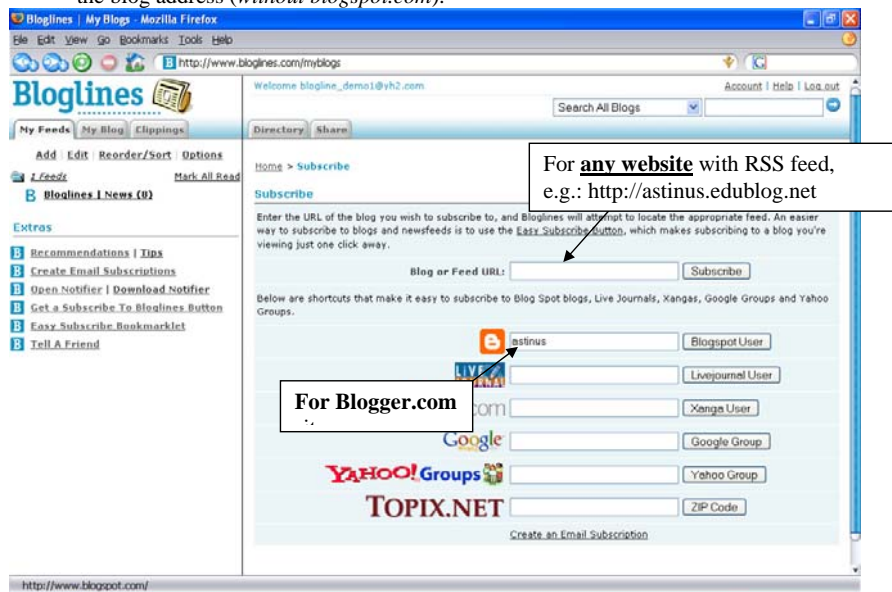 the blog address (without blogspot.com).
Bloglines | My Blogs - Mozilla Firefox
File Edit View Go Bookmarks Tools Help
http://www.bloglines.com/myblogs
Bloglines
Welcome blogline_demo1@yh2.com
Account | Help | Log out
Search All Blogs
My Feeds My Blog Clippings
Directory Share
Add Edit Reorder/Sort Options
1 Feeds Mark All Read
Bloglines | News (0)
Extras
Recommendations | Tips
Create Email Subscriptions
Open Notifier | Download Notifier
Get a Subscribe To Bloglines Button
Easy Subscribe Bookmarklet
Tell A Friend
Home > Subscribe
For any website with RSS feed,
e.g.: http://astinus.edublog.net
Subscribe
Enter the URL of the blog you wish to subscribe to, and Bloglines will attempt to locate the appropriate feed. An easier
way to subscribe to blogs and newsfeeds is to use the Easy Subscribe Button, which makes subscribing to a blog you're
viewing just one click away.
Blog or Feed URL: Subscribe
Below are shortcuts that make it easy to subscribe to Blog Spot blogs, Live Journals, Xangas, Google Groups and Yahoo
Groups.
astinus Blogspot User
LIVE JOURNAL Livejournal User
For Blogger.com
com Xanga User
Google Google Group
YAHOO! Groups Yahoo Group
TOPIX.NET ZIP Code
Create an Email Subscription
http://www.blogspot.com/